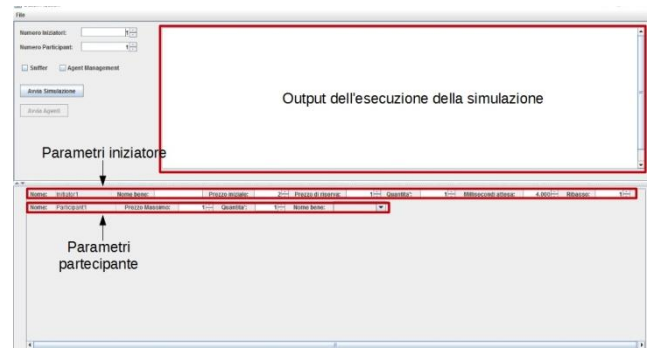 File
Numero Iniziatori: 1
Numero Participant: 1
Sniffer Agent Management
Avvia Simulazione
Avvia Agenti
Output dell'esecuzione della simulazione
Parametri iniziatore
Nome: Initiator1 Nome bene: Prezzo iniziale: 2 Prezzo di riserva: 1 Quantita': 1 Millisecondi attesa: 4.000 Ribasso: 1
Nome: Participant1 Prezzo Massimo: 1 Quantita': 1 Nome bene:
Parametri
partecipante